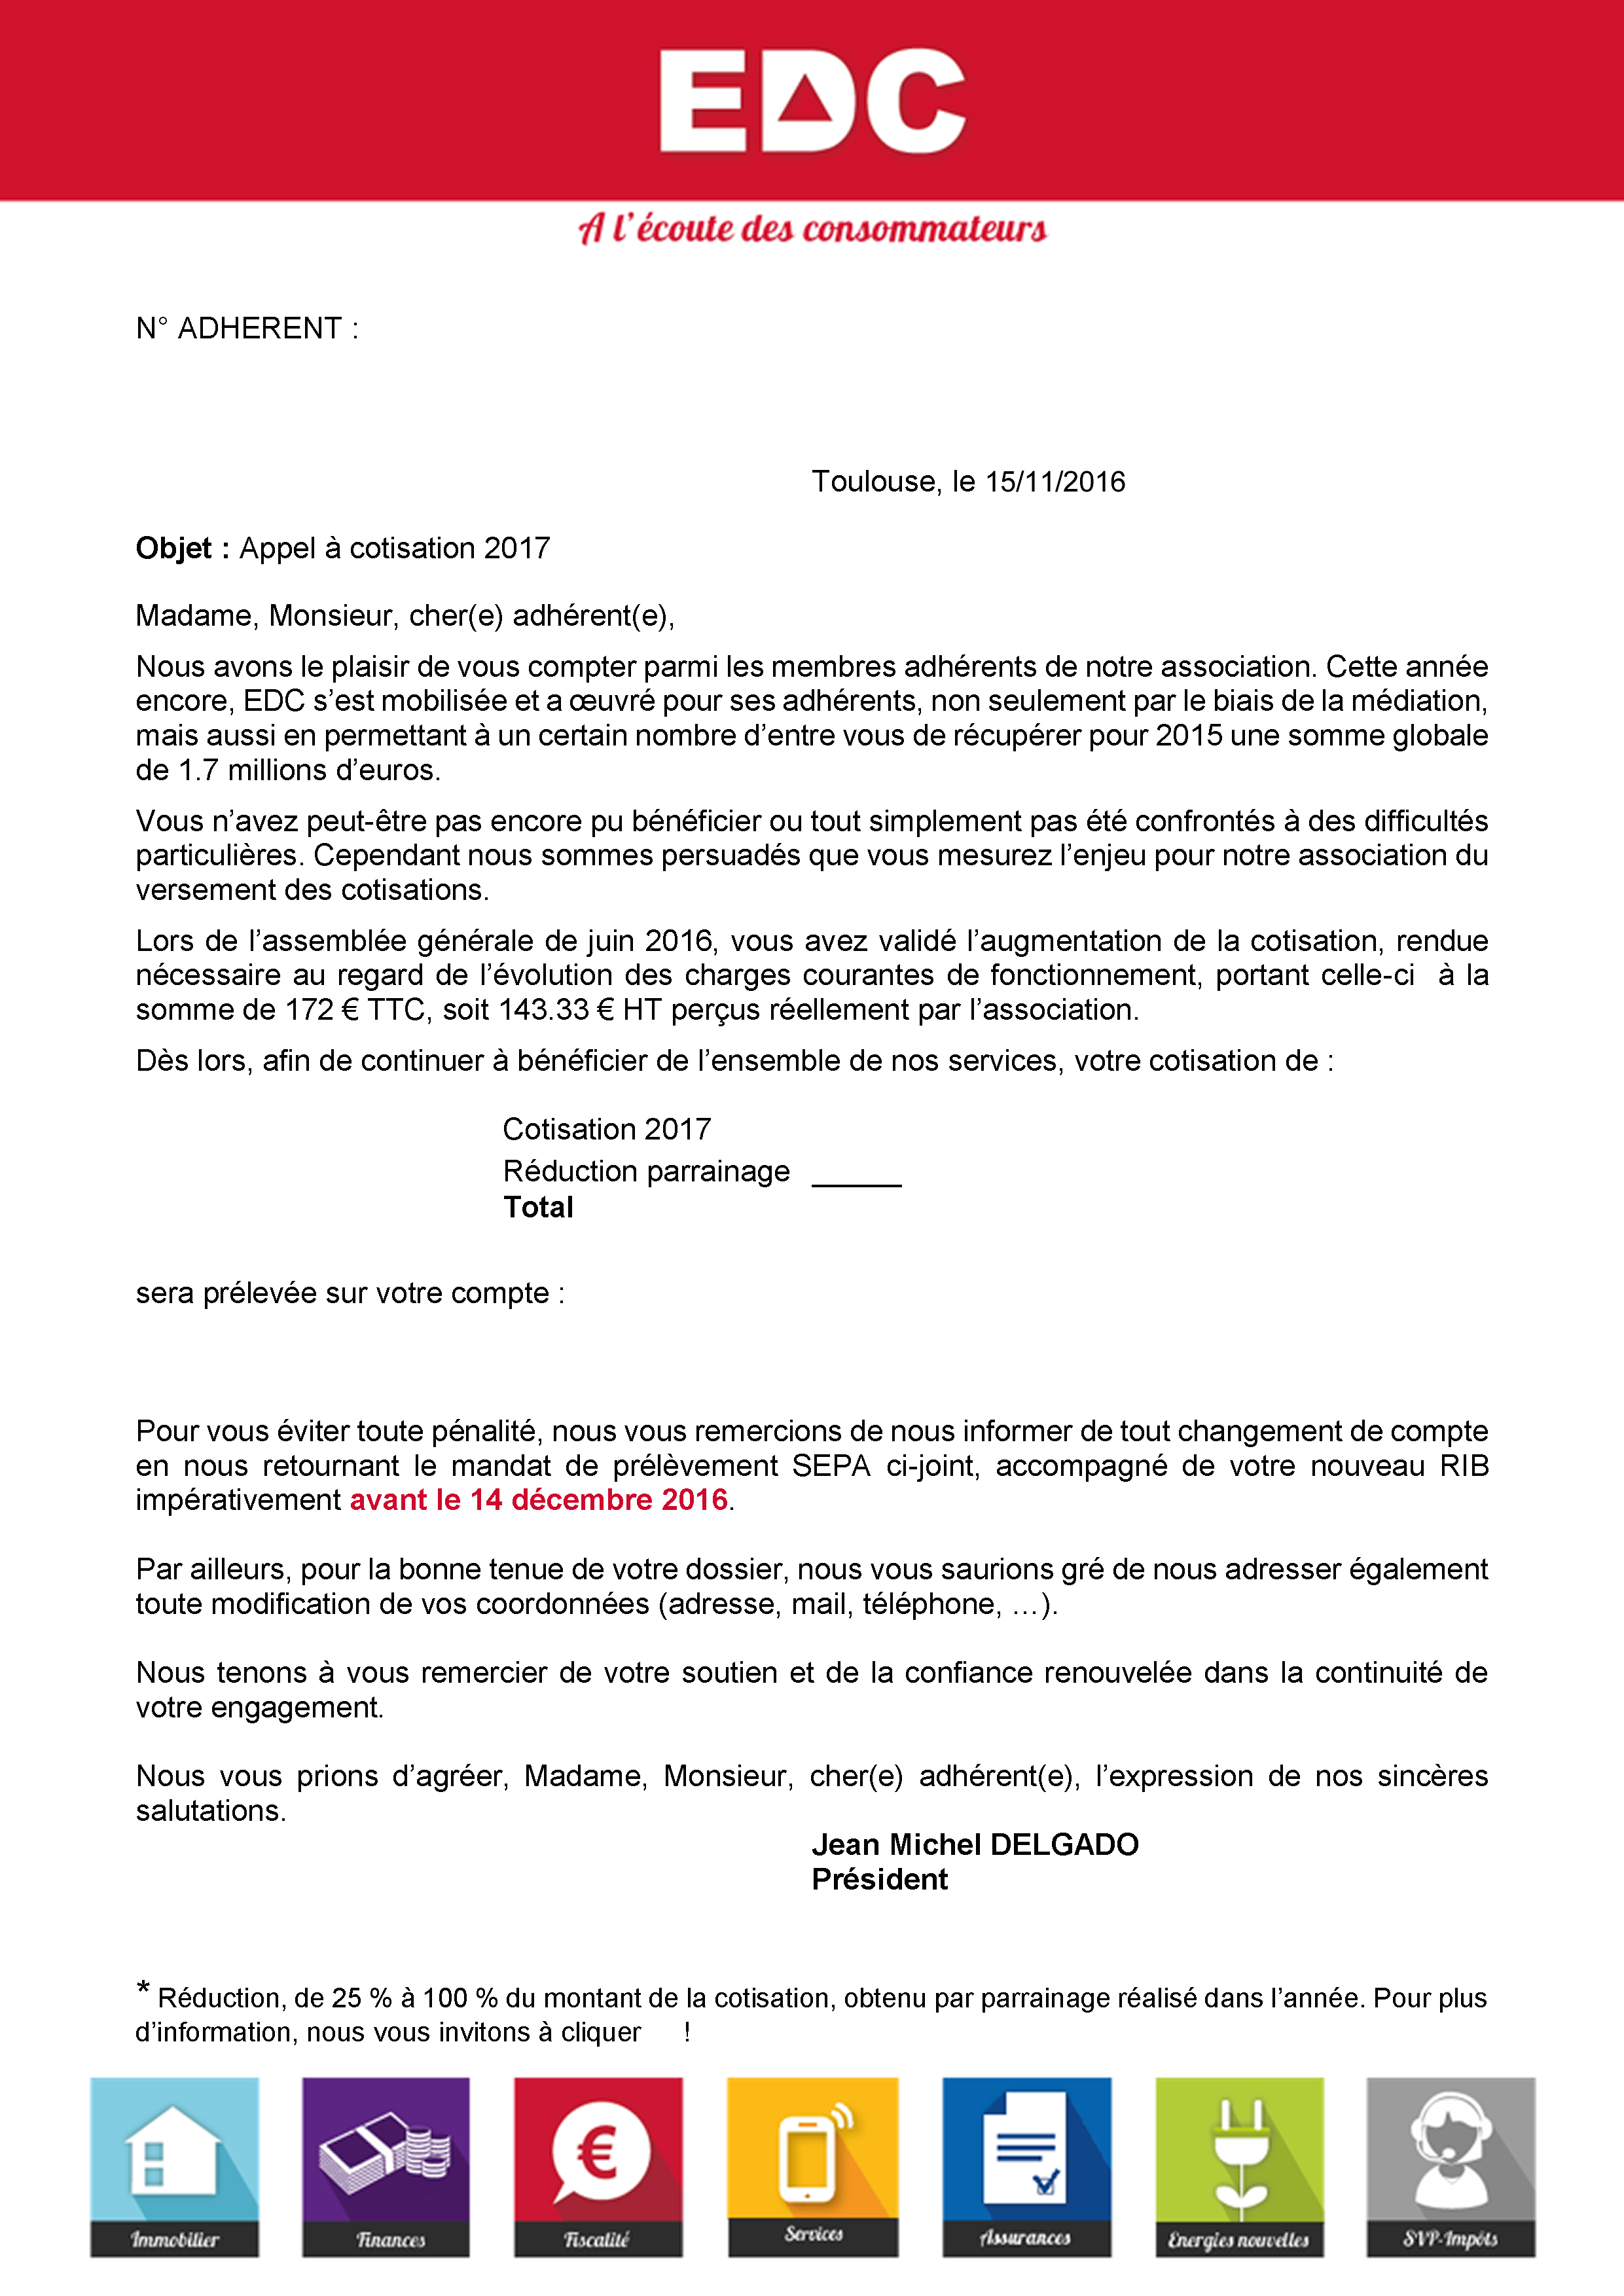 EDC
A l'écoute des consommateurs
N° ADHERENT :
Toulouse, le 15/11/2016
Objet : Appel à cotisation 2017
Madame, Monsieur, cher(e) adhérent(e),
Nous avons le plaisir de vous compter parmi les membres adhérents de notre association. Cette année
encore, EDC s’est mobilisée et a œuvré pour ses adhérents, non seulement par le biais de la médiation,
mais aussi en permettant à un certain nombre d’entre vous de récupérer pour 2015 une somme globale
de 1.7 millions d’euros.
Vous n’avez peut-être pas encore pu bénéficier ou tout simplement pas été confrontés à des difficultés
particulières. Cependant nous sommes persuadés que vous mesurez l’enjeu pour notre association du
versement des cotisations.
Lors de l’assemblée générale de juin 2016, vous avez validé l’augmentation de la cotisation, rendue
nécessaire au regard de l’évolution des charges courantes de fonctionnement, portant celle-ci à la
somme de 172 € TTC, soit 143.33 € HT perçus réellement par l’association.
Dès lors, afin de continuer à bénéficier de l’ensemble de nos services, votre cotisation de :
Cotisation 2017
Réduction parrainage ______
Total
sera prélevée sur votre compte :
Pour vous éviter toute pénalité, nous vous remercions de nous informer de tout changement de compte
en nous retournant le mandat de prélèvement SEPA ci-joint, accompagné de votre nouveau RIB
impérativement avant le 14 décembre 2016.
Par ailleurs, pour la bonne tenue de votre dossier, nous vous saurions gré de nous adresser également
toute modification de vos coordonnées (adresse, mail, téléphone, …).
Nous tenons à vous remercier de votre soutien et de la confiance renouvelée dans la continuité de
votre engagement.
Nous vous prions d’agréer, Madame, Monsieur, cher(e) adhérent(e), l’expression de nos sincères
salutations.
Jean Michel DELGADO
Président
* Réduction, de 25 % à 100 % du montant de la cotisation, obtenu par parrainage réalisé dans l’année. Pour plus
d’information, nous vous invitons à cliquer !
Immobilier
Finances
Fiscalité
Services
Assurances
Energies nouvelles
SVP-Impôts